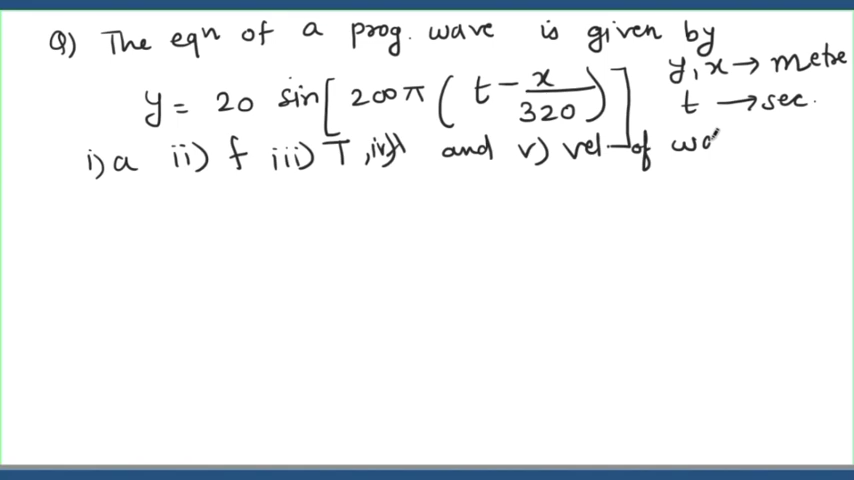 Q) The eqn of a prog. wave is given by
y = 20 sin[200π(t - x/320)] y, x → metre
t → sec.
i) a ii) f iii) T, iv) λ and v) vel. of wa